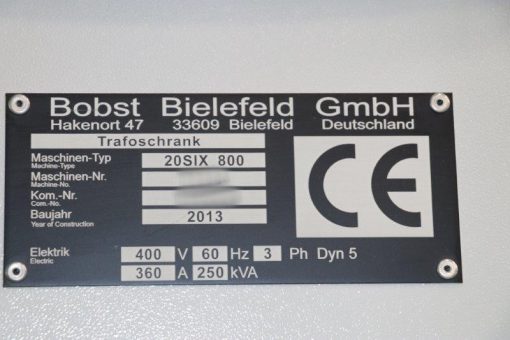 Bobst Bielefeld GmbH
Hakenort 47 33609 Bielefeld Deutschland
Trafoschrank
Maschinen-Typ 20SIX 800
Machine-Type
Maschinen-Nr.
Machine-No.
Kom.-Nr.
Com.-No.
Baujahr 2013
Year of Construction
Elektrik 400 V 60 Hz 3 Ph Dyn 5
Electric
360 A 250 kVA
CE